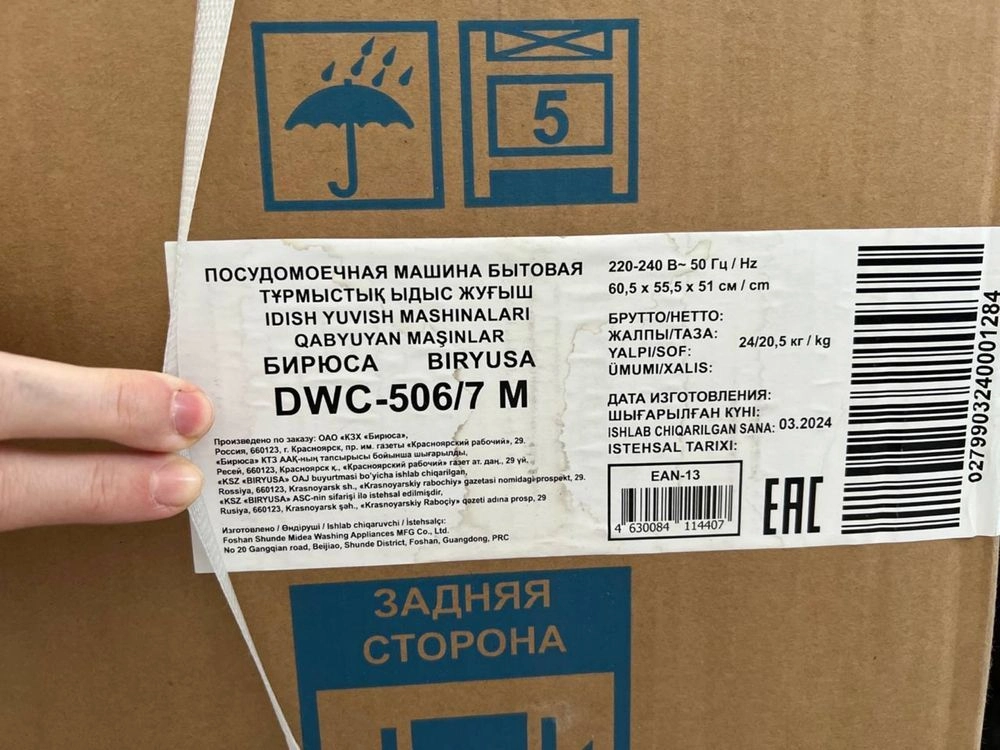 5
ПОСУДОМОЕЧНАЯ МАШИНА БЫТОВАЯ
ТҰРМЫСТЫҚ ЫДЫС ЖУҒЫШ
IDISH YUVISH MASHINALARI
QABYUYAN MAŞINLAR
БИРЮСА BIRYUSA
DWC-506/7 M
Произведено по заказу: ОАО «КЗХ «Бирюса»,
Россия, 660123, г. Красноярск, пр. им. газеты «Красноярский рабочий», 29.
«Бирюса» КТЗ ААҚ-ның тапсырысы бойынша шығарылды,
Ресей, 660123, Красноярск қ., «Красноярский рабочий» газет ат. даң., 29 үй.
«KSZ «BIRYUSA» OAJ buyurtmasi bo'yicha ishlab chiqarilgan,
Rossiya, 660123, Krasnoyarsk sh., «Krasnoyarskiy rabochiy» gazetasi nomidagi prospekt, 29.
«KSZ «BIRYUSA» ASC-nin sifarişi ilə istehsal edilmişdir,
Rusiya, 660123, Krasnoyarsk şəh., «Krasnoyarskiy Raboçiy» qəzeti adına prosp, 29
Изготовлено / Өндіруші / Ishlab chiqaruvchi / İstehsalçı:
Foshan Shunde Midea Washing Appliances MFG Co., Ltd.
No 20 Gangqian road, Beijiao, Shunde District, Foshan, Guangdong, PRC
220-240 В~ 50 Гц / Hz
60,5 x 55,5 x 51 см / cm
БРУТТО/НЕТТО:
ЖАЛПЫ/ТАЗА:
YALPI/SOF:
ÜMUMI/XALIS:
24/20,5 кг / kg
ДАТА ИЗГОТОВЛЕНИЯ:
ШЫҒАРЫЛҒАН КҮНІ:
ISHLAB CHIQARILGAN SANA: 03.2024
ISTEHSAL TARIXI:
EAN-13
4 630084 114407
EAC
0279903240001284
ЗАДНЯЯ
СТОРОНА